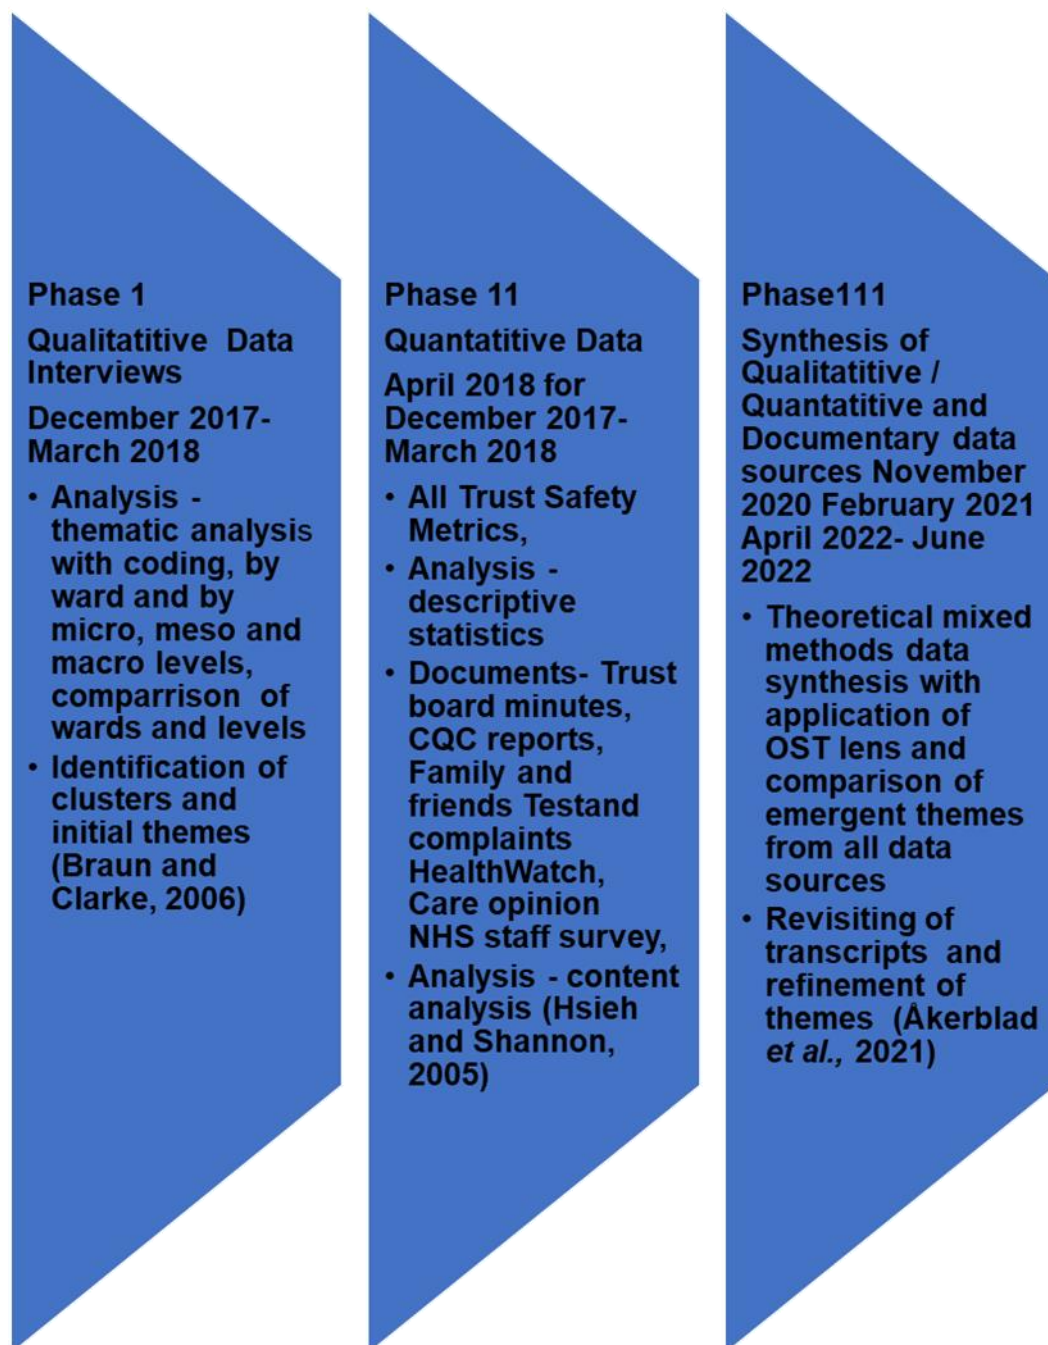 Phase 1
Qualitatitive Data
Interviews
December 2017-
March 2018
• Analysis -
thematic analysis
with coding, by
ward and by
micro, meso and
macro levels,
comparrison of
wards and levels
• Identification of
clusters and
initial themes
(Braun and
Clarke, 2006)
Phase 11
Quantatitive Data
April 2018 for
December 2017-
March 2018
• All Trust Safety
Metrics,
• Analysis -
descriptive
statistics
• Documents- Trust
board minutes,
CQC reports,
Family and
friends Testand
complaints
HealthWatch,
Care opinion
NHS staff survey,
• Analysis - content
analysis (Hsieh
and Shannon,
2005)
Phase111
Synthesis of
Qualitatitive /
Quantatitive and
Documentary data
sources November
2020 February 2021
April 2022- June
2022
• Theoretical mixed
methods data
synthesis with
application of
OST lens and
comparison of
emergent themes
from all data
sources
• Revisiting of
transcripts and
refinement of
themes (Åkerblad
et al., 2021)